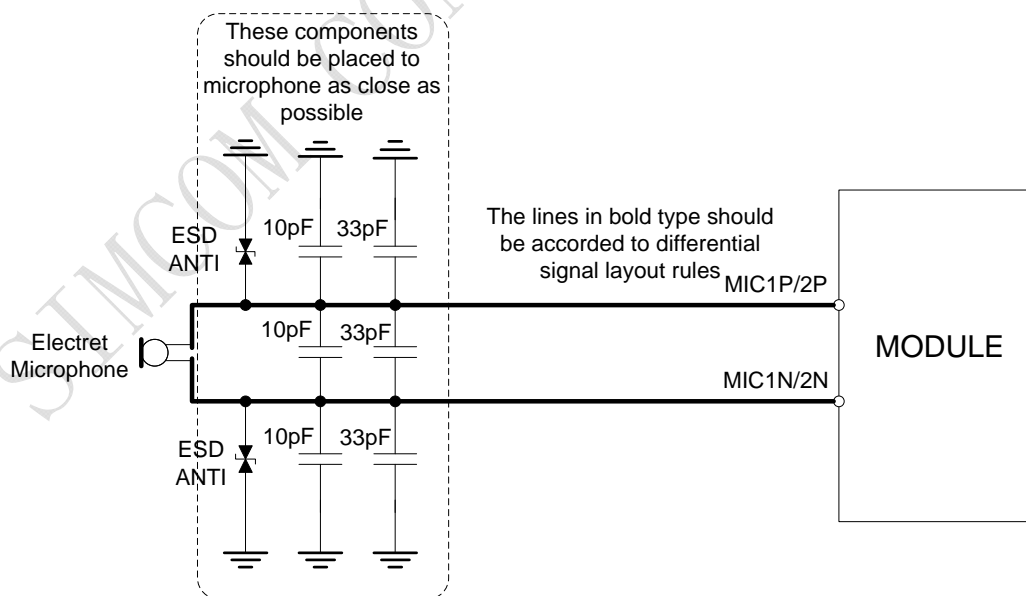 These components
should be placed to
microphone as close as
possible
ESD
ANTI
10pF
33pF
The lines in bold type should
be accorded to differential
signal layout rules
MIC1P/2P
Electret
Microphone
10pF
33pF
MODULE
MIC1N/2N
ESD
ANTI
10pF
33pF
SIMCOM CO